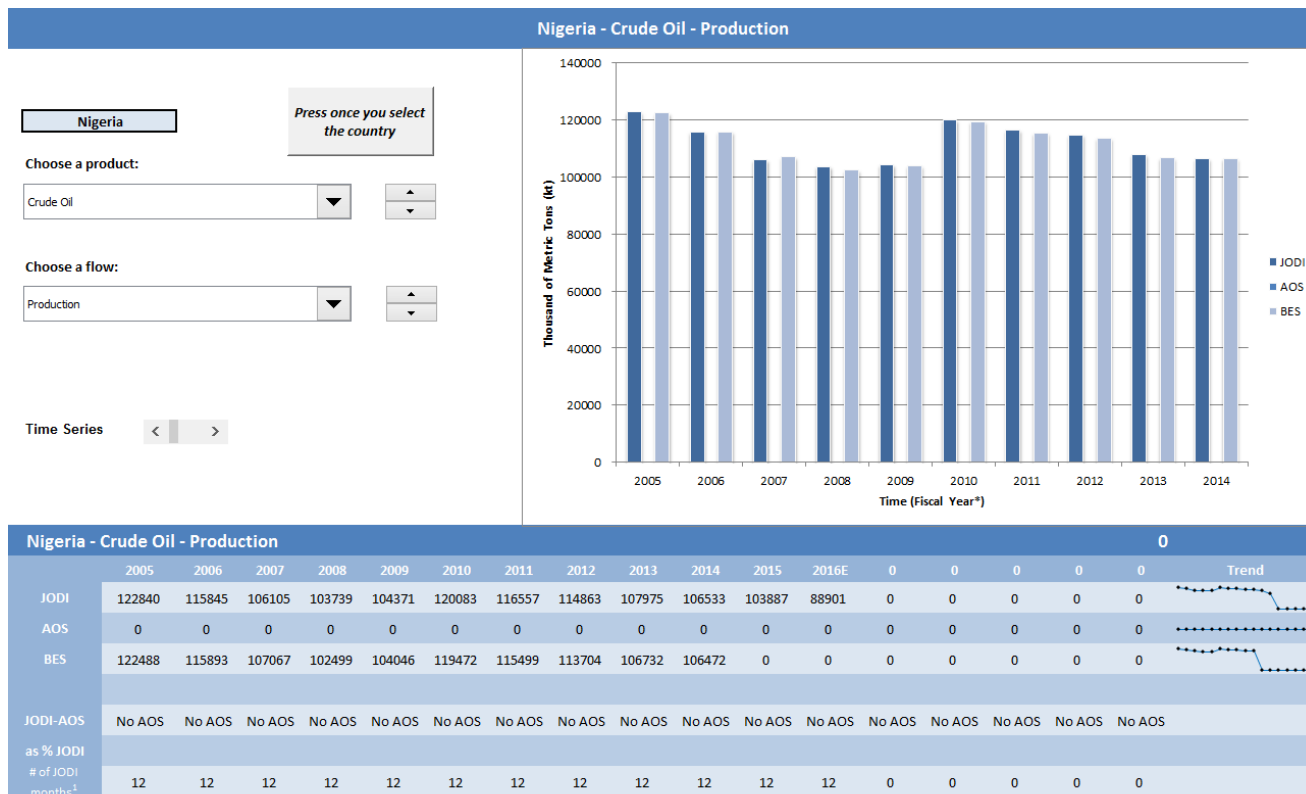 Nigeria - Crude Oil - Production
Nigeria
Press once you select
the country
Choose a product:
Crude Oil
Choose a flow:
Production
Time Series
140000
120000
100000
80000
60000
40000
20000
0
Thousand of Metric Tons (kt)
2005 2006 2007 2008 2009 2010 2011 2012 2013 2014
Time (Fiscal Year*)
JODI
AOS
BES
Nigeria - Crude Oil - Production 0
2005 2006 2007 2008 2009 2010 2011 2012 2013 2014 2015 2016E 0 0 0 0 0 Trend
JODI 122840 115845 106105 103739 104371 120083 116557 114863 107975 106533 103887 88901 0 0 0 0 0
AOS 0 0 0 0 0 0 0 0 0 0 0 0 0 0 0 0 0
BES 122488 115893 107067 102499 104046 119472 115499 113704 106732 106472 0 0 0 0 0 0 0
JODI-AOS No AOS No AOS No AOS No AOS No AOS No AOS No AOS No AOS No AOS No AOS No AOS No AOS No AOS No AOS No AOS No AOS No AOS
as % JODI
# of JODI
months1 12 12 12 12 12 12 12 12 12 12 12 12 0 0 0 0 0